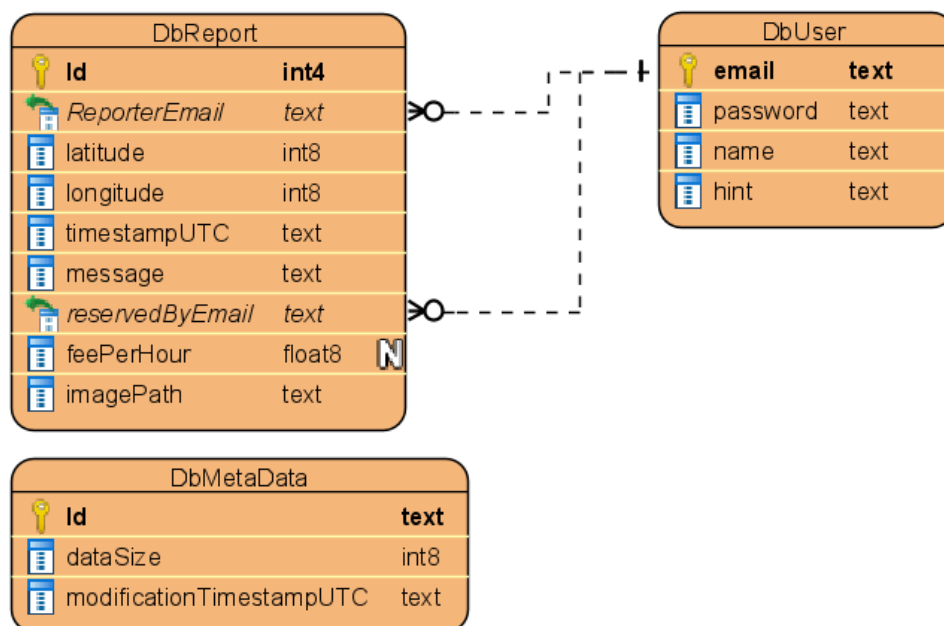 DbReport
Id int4
ReporterEmail text
latitude int8
longitude int8
timestampUTC text
message text
reservedByEmail text
feePerHour float8 N
imagePath text
DbUser
email text
password text
name text
hint text
DbMetaData
Id text
dataSize int8
modificationTimestampUTC text